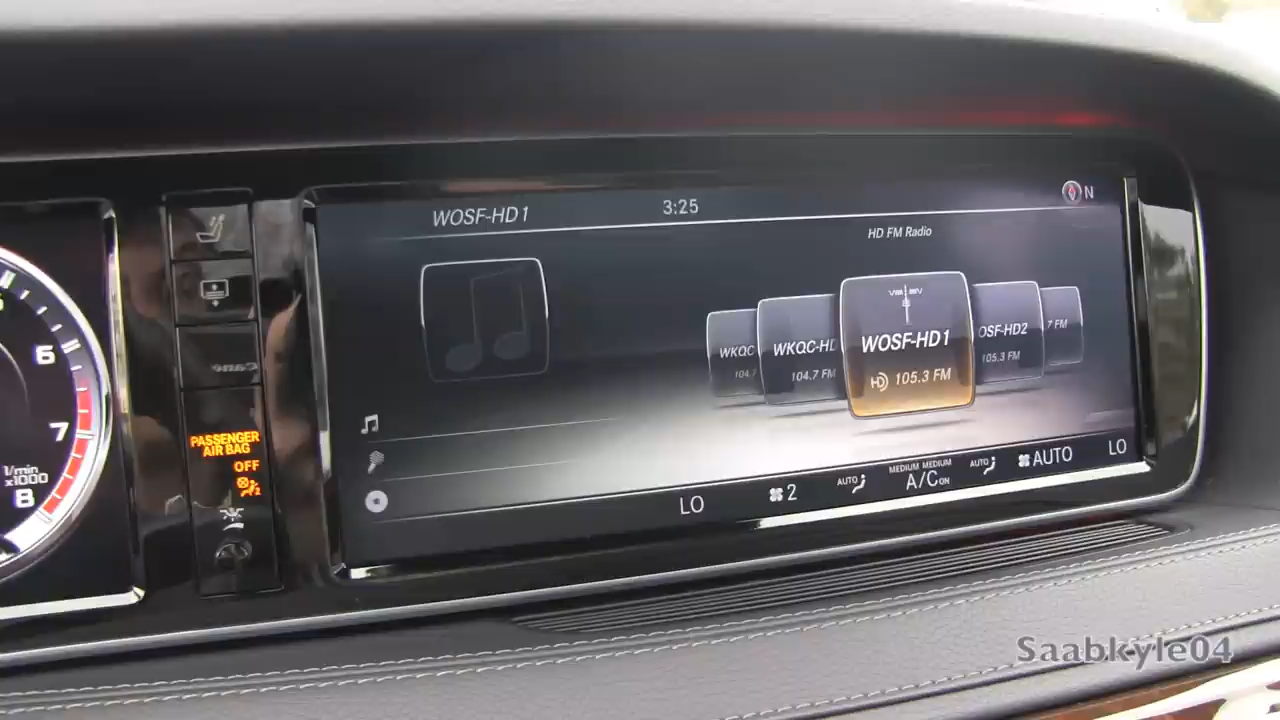 WOSF-HD1
3:25
N
HD FM Radio
WKQC
104.7
WKQC-HD
104.7 FM
WOSF-HD1
HD 105.3 FM
OSF-HD2
105.3 FM
7 FM
6
7
8
1/min
x1000
PASSENGER
AIR BAG
OFF
LO
2
AUTO
MEDIUM MEDIUM
A/C ON
AUTO
AUTO
LO
Saabkyle04